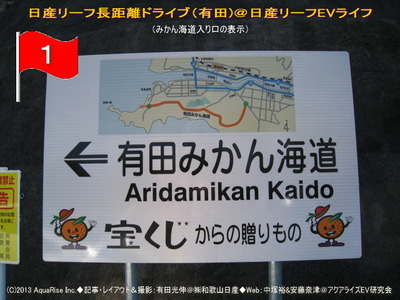 日産リーフ長距離ドライブ（有田）＠日産リーフEVライフ
（みかん海道入り口の表示）
1
有田みかん海道
Aridamikan Kaido
宝くじからの贈りもの
禁止
告
(C)2013 AquaRise Inc.◆記事・レイアウト＆撮影：有田光伸＠㈱和歌山日産◆Web：中塚裕＆安藤奈津＠アクアライズEV研究会